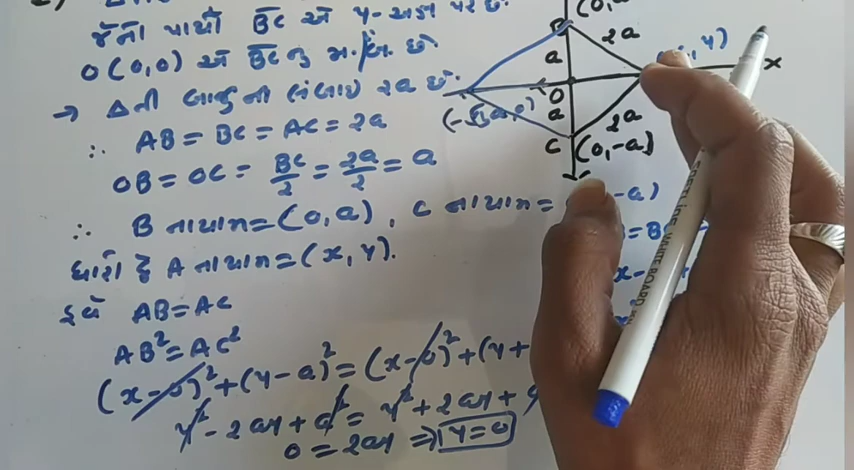 જેની પાયો BC એ y-અક્ષ પર છે.
O(0,0) એ BC નું મ.બિં. છે
→ Δની બાજુની લંબાઇ 2a છે.
∴ AB = BC = AC = 2a
OB = OC = BC/2 = 2a/2 = a
∴ B ના યામ = (0, a), C ના યામ = -a)
ધારો કે A ના યામ = (x, y).
હવે AB = AC
AB² = AC²
(x-0)² + (y-a)² = (x-0)² + (y+
y² - 2ay + a² = y² + 2ay +
0 = 2ay ⇒ y = 0
(0,
2a
a
, y)
x
O
a
2a
C
(0,-a)